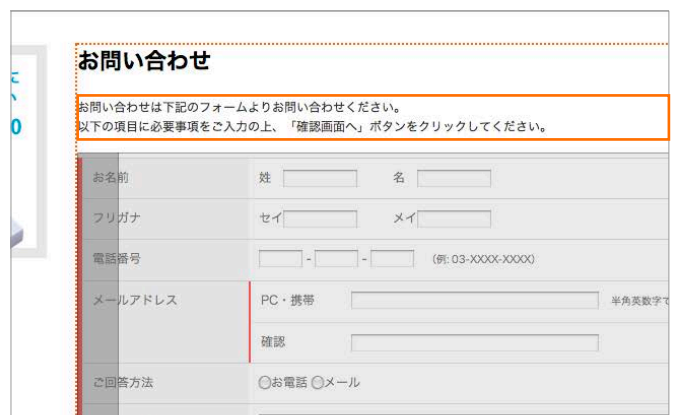 に
い
0
お問い合わせ
お問い合わせは下記のフォームよりお問い合わせください。
以下の項目に必要事項をご入力の上、「確認画面へ」ボタンをクリックしてください。
お名前 姓 名
フリガナ セイ メイ
電話番号 - - (例: 03-XXXX-XXXX)
メールアドレス PC・携帯 半角英数字で
確認
ご回答方法 お電話 メール